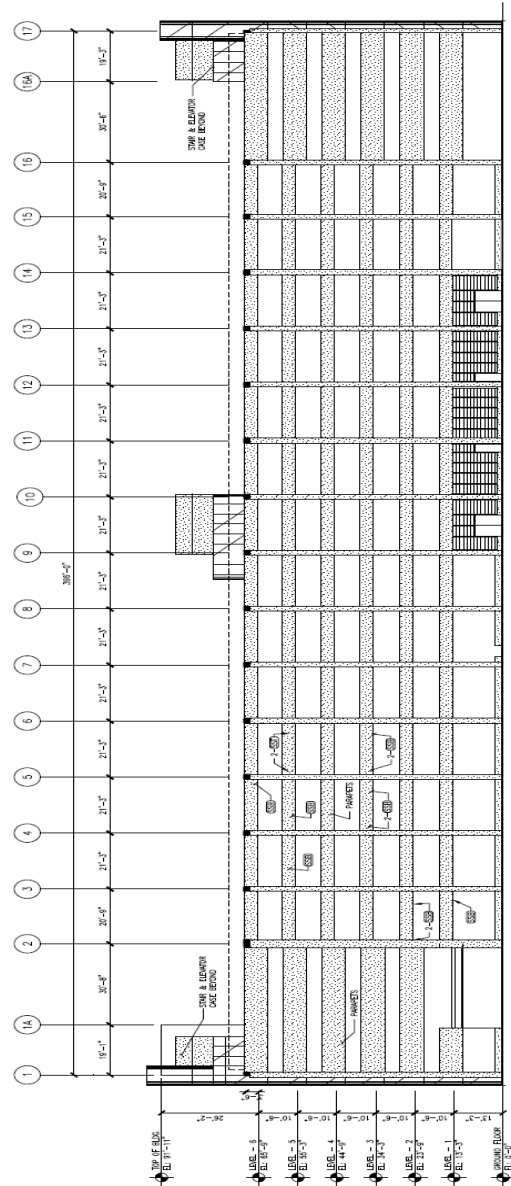 1
1A
2
3
4
5
6
7
8
9
10
11
12
13
14
15
16
16A
17
396'-0"
19'-1"
30'-8"
20'-9"
21'-3"
21'-3"
21'-3"
21'-3"
21'-3"
21'-3"
21'-3"
21'-3"
21'-3"
21'-3"
21'-3"
21'-3"
20'-9"
30'-6"
19'-3"
STAIR & ELEVATOR
CASE BEYOND
STAIR & ELEVATOR
CASE BEYOND
TOP OF BLDG.
EL: 91'-11"
26'-2"
LEVEL - 6
EL: 65'-9"
10'-6"
LEVEL - 5
EL: 55'-3"
10'-6"
LEVEL - 4
EL: 44'-9"
10'-6"
LEVEL - 3
EL: 34'-3"
10'-6"
LEVEL - 2
EL: 23'-9"
10'-6"
LEVEL - 1
EL: 13'-3"
13'-3"
GROUND FLOOR
EL: 0'-0"
PARAPETS
PARAPETS